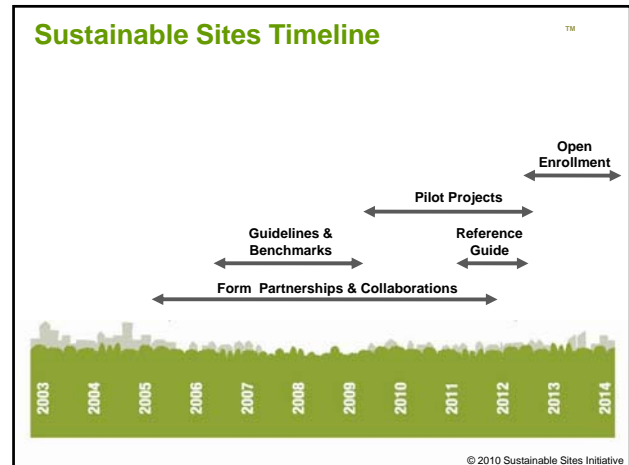 Sustainable Sites Timeline
TM
Open
Enrollment
Pilot Projects
Guidelines &
Benchmarks
Reference
Guide
Form Partnerships & Collaborations
2003
2004
2005
2006
2007
2008
2009
2010
2011
2012
2013
2014
© 2010 Sustainable Sites Initiative